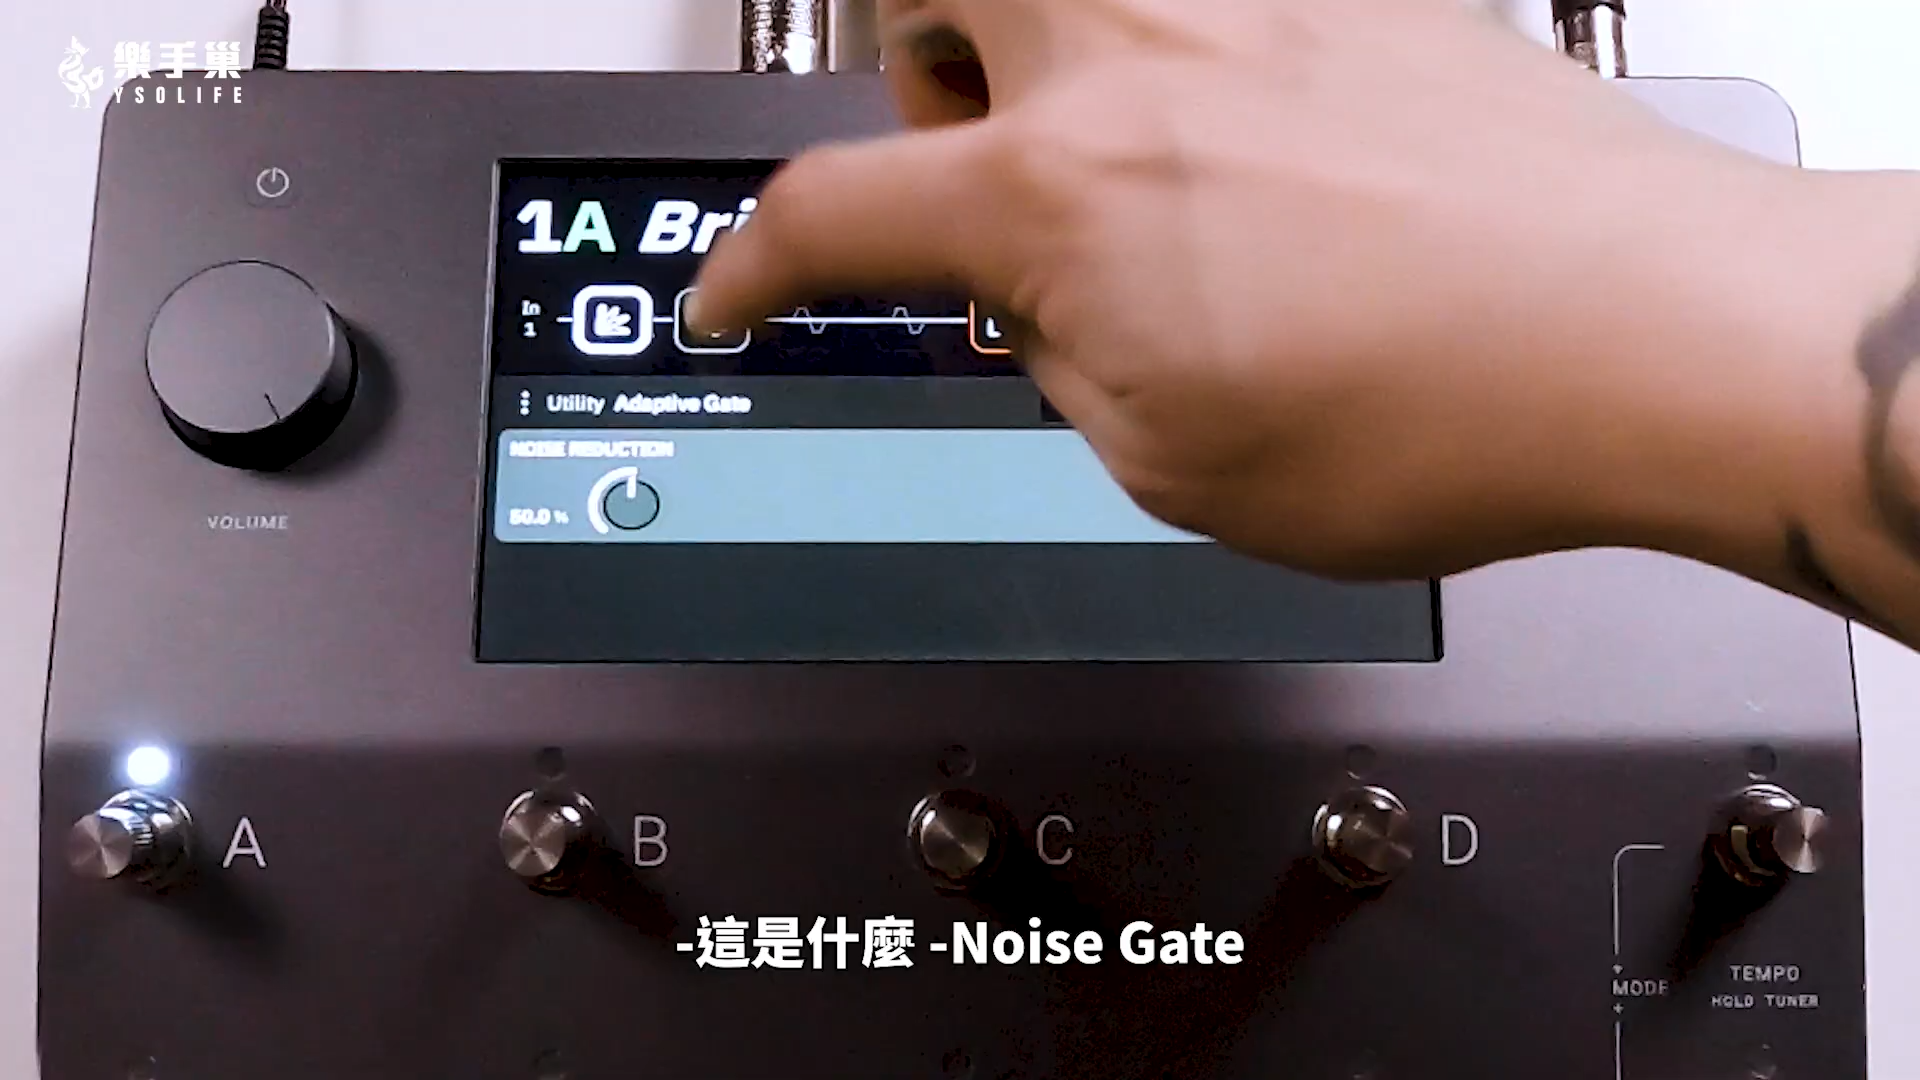 樂手巢
YSOLIFE
1A Bri
In
1
Utility Adaptive Gate
NOISE REDUCTION
50.0 %
VOLUME
A
B
C
D
-這是什麼 -Noise Gate
MODE
TEMPO
HOLD TUNER